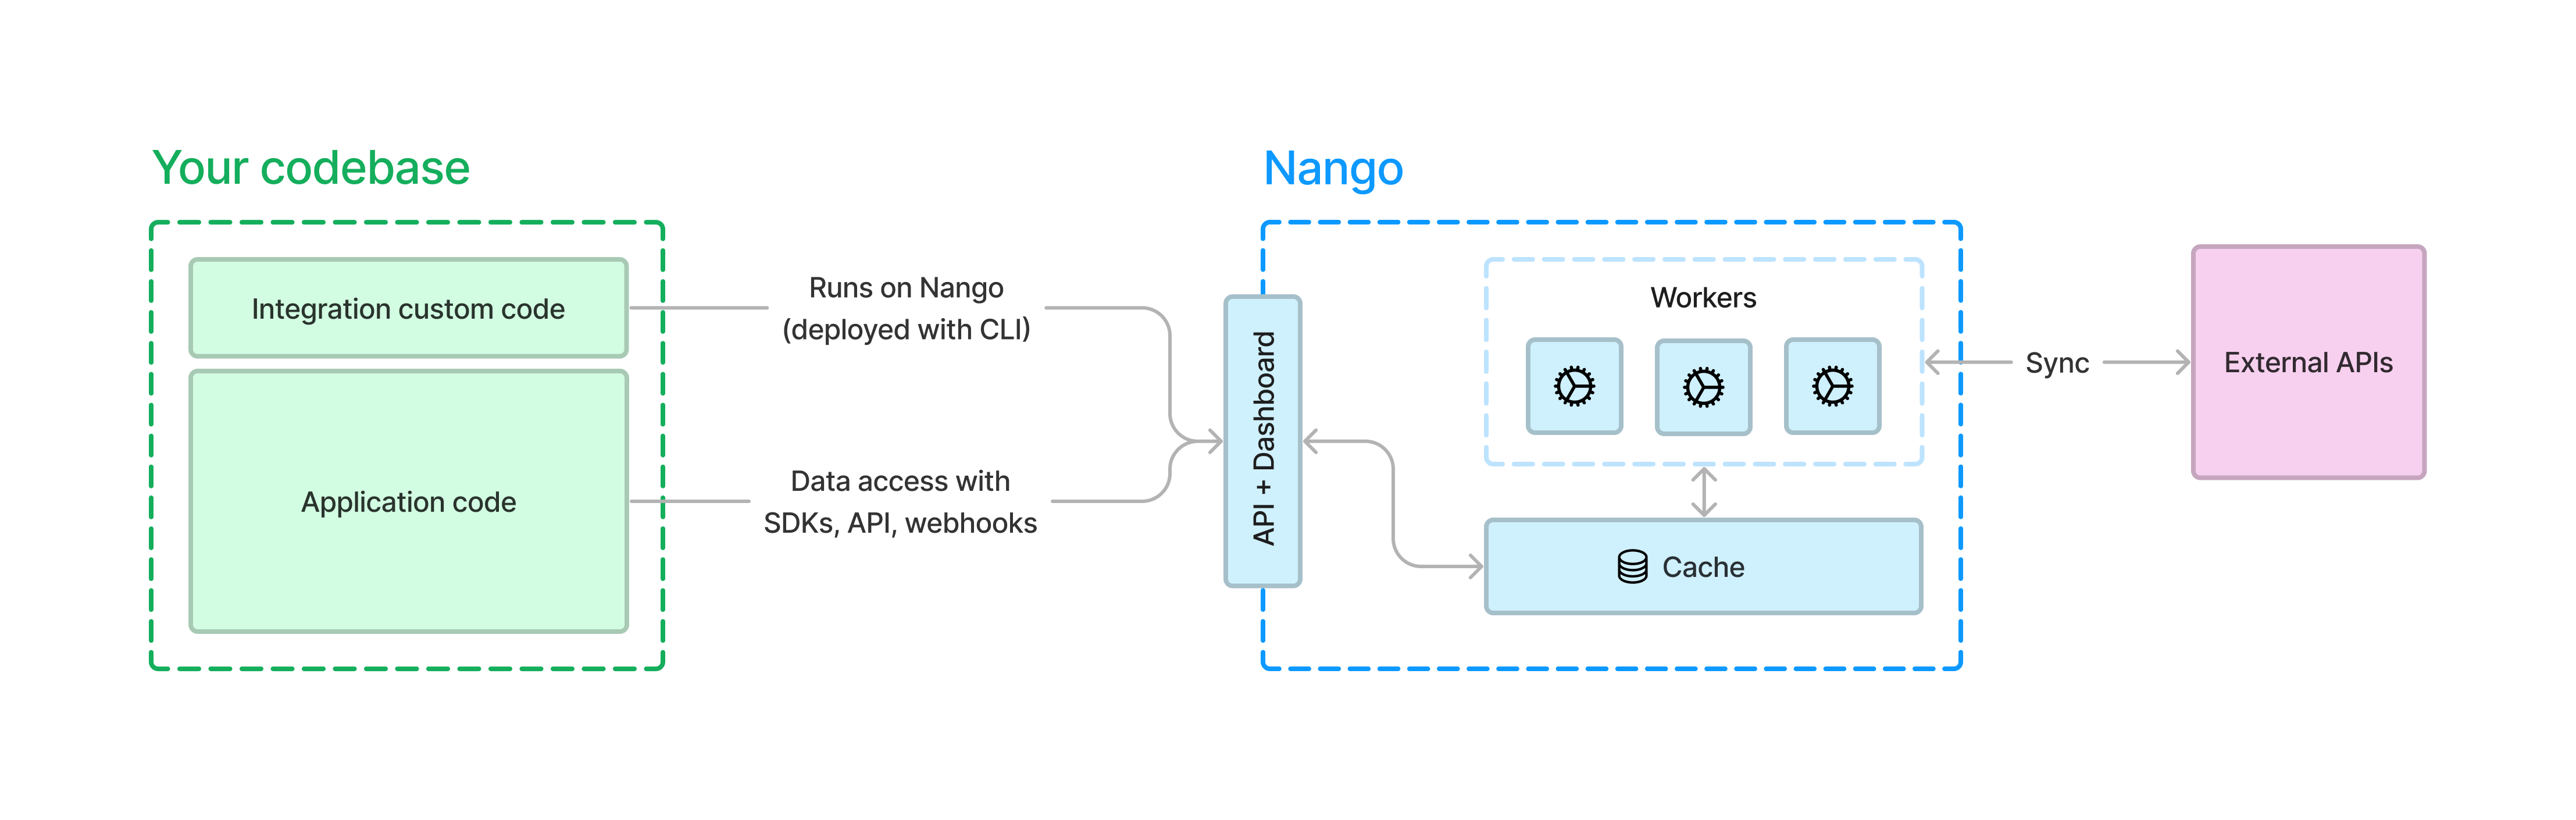 Your codebase
Integration custom code
Application code
Runs on Nango
(deployed with CLI)
Data access with
SDKs, API, webhooks
Nango
API + Dashboard
Workers
Cache
Sync
External APIs